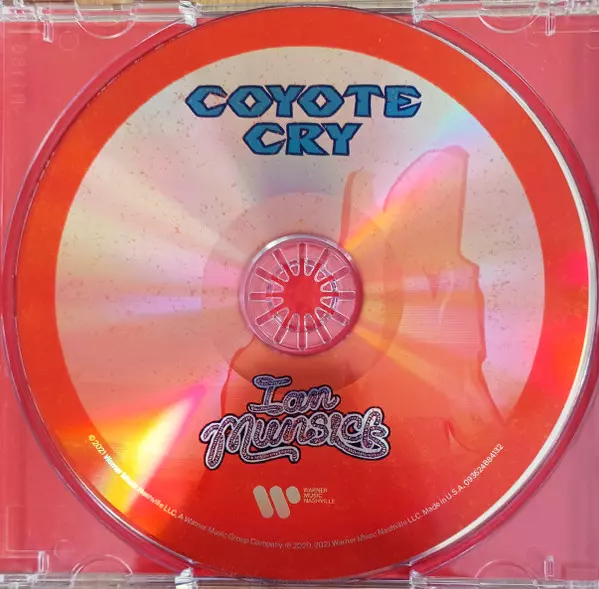 COYOTE
CRY
Ian
Munsick
WARNER
MUSIC
NASHVILLE
© 2021 Warner Music Nashville LLC, A Warner Music Group Company. ℗ 2020, 2021 Warner Music Nashville LLC. Made in U.S.A. 093624884132